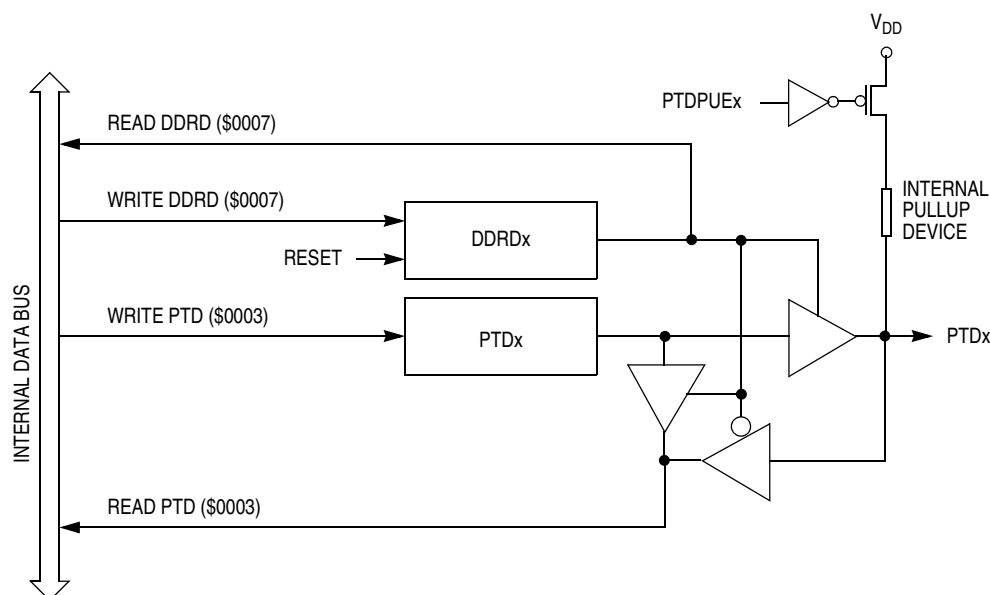 V_DD
PTDPUEx
READ DDRD ($0007)
WRITE DDRD ($0007)
INTERNAL
PULLUP
DEVICE
DDRDx
RESET
WRITE PTD ($0003)
PTDx
PTDx
INTERNAL DATA BUS
READ PTD ($0003)